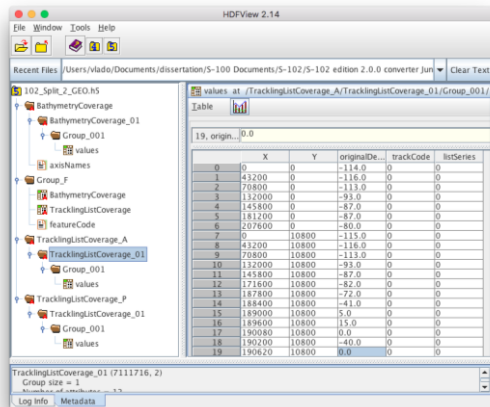 HDFView 2.14
File Window Tools Help
Recent Files /Users/vlado/Documents/dissertation/S-100 Documents/S-102/S-102 edition 2.0.0 converter Jun Clear Text
102_Split_2_GEO.h5
BathymetryCoverage
BathymetryCoverage_01
Group_001
values
axisNames
Group_F
BathymetryCoverage
TracklingListCoverage
featureCode
TracklingListCoverage_A
TracklingListCoverage_01
Group_001
values
TracklingListCoverage_P
TracklingListCoverage_01
Group_001
values
values at /TracklingListCoverage_A/TracklingListCoverage_01/Group_001/
Table
19, origin... 0.0
X Y originalDe... trackCode listSeries
0 0 0 -114.0 0 0
1 43200 0 -116.0 0 0
2 70800 0 -113.0 0 0
3 132000 0 -93.0 0 0
4 145800 0 -87.0 0 0
5 181200 0 -87.0 0 0
6 207600 0 -80.0 0 0
7 0 10800 -115.0 0 0
8 43200 10800 -116.0 0 0
9 70800 10800 -113.0 0 0
10 132000 10800 -93.0 0 0
11 145800 10800 -87.0 0 0
12 171600 10800 -82.0 0 0
13 187800 10800 -72.0 0 0
14 188400 10800 -41.0 0 0
15 189000 10800 5.0 0 0
16 189600 10800 15.0 0 0
17 190080 10800 0.0 0 0
18 190200 10800 -40.0 0 0
19 190620 10800 0.0 0 0
TracklingListCoverage_01 (7111716, 2)
Group size = 1
Number of attributes = 12
Log Info Metadata